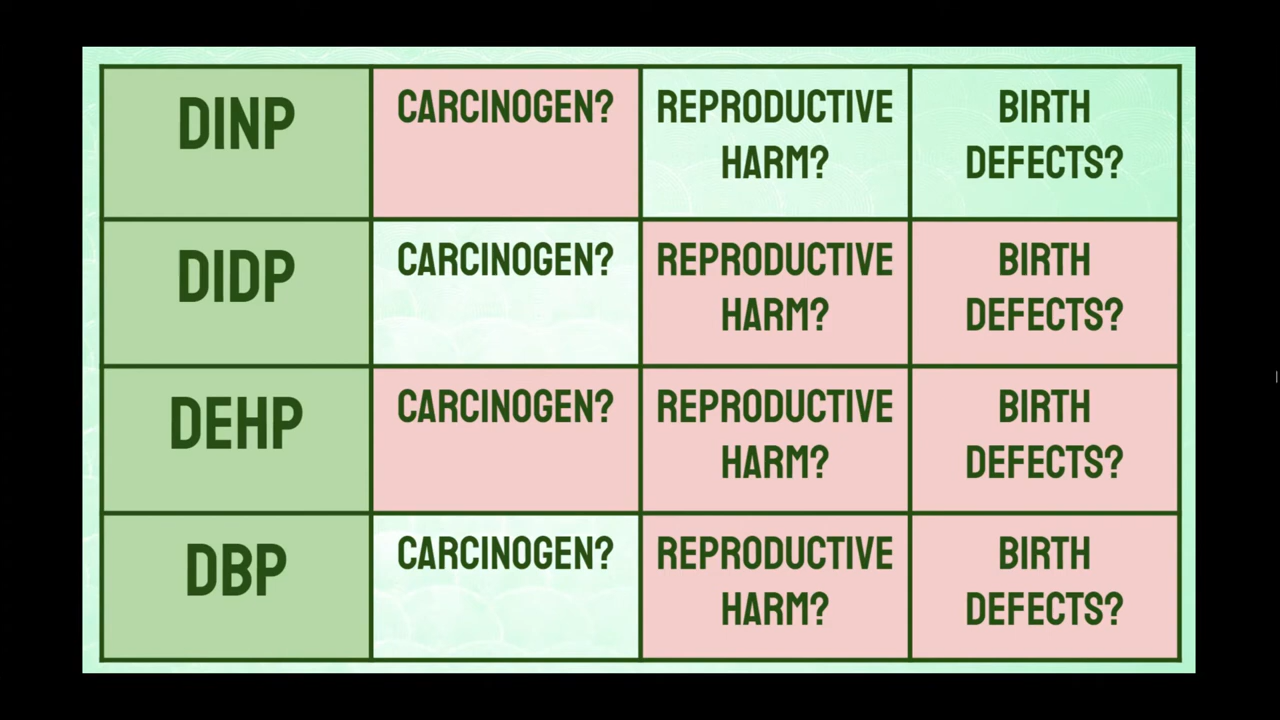 DINP
CARCINOGEN?
REPRODUCTIVE
HARM?
BIRTH
DEFECTS?
DIDP
CARCINOGEN?
REPRODUCTIVE
HARM?
BIRTH
DEFECTS?
DEHP
CARCINOGEN?
REPRODUCTIVE
HARM?
BIRTH
DEFECTS?
DBP
CARCINOGEN?
REPRODUCTIVE
HARM?
BIRTH
DEFECTS?